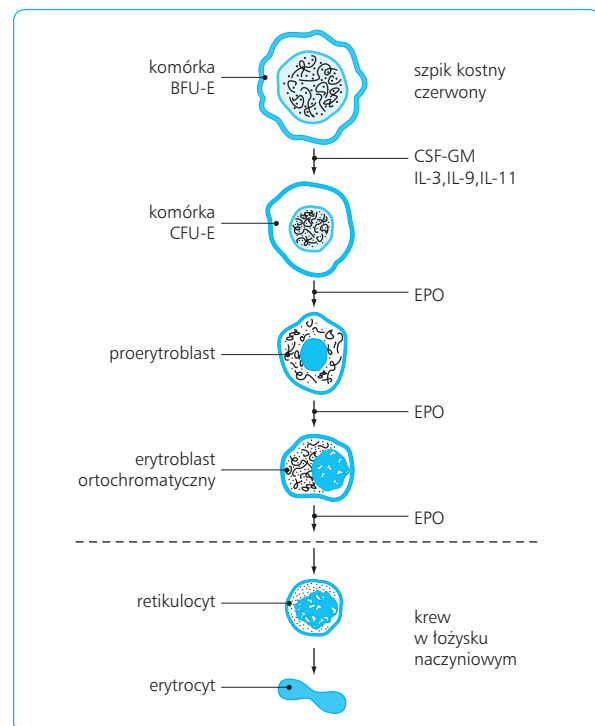 komórka
BFU-E
szpik kostny
czerwony
CSF-GM
IL-3,IL-9,IL-11
komórka
CFU-E
EPO
proerytroblast
EPO
erytroblast
ortochromatyczny
EPO
retikulocyt
krew
w łożysku
naczyniowym
erytrocyt